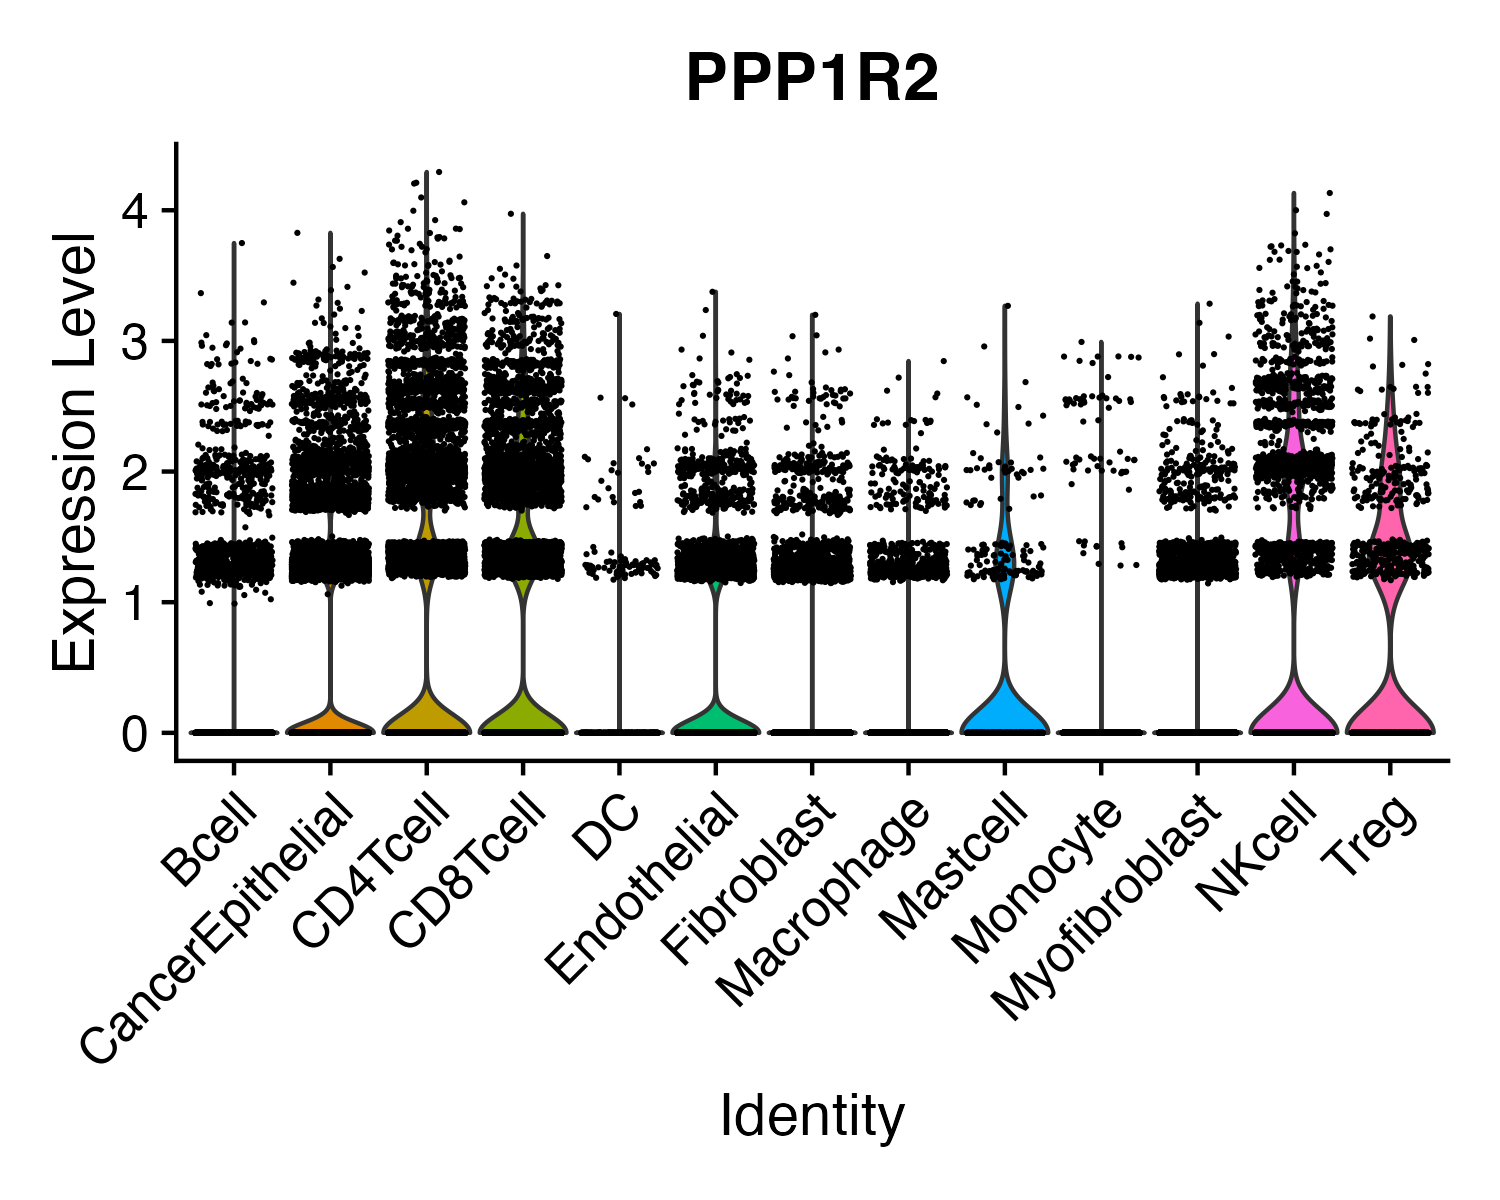 PPP1R2
Expression Level
4
3
2
1
0
Bcell
CancerEpithelial
CD4Tcell
CD8Tcell
DC
Endothelial
Fibroblast
Macrophage
Mastcell
Monocyte
Myofibroblast
NKcell
Treg
Identity